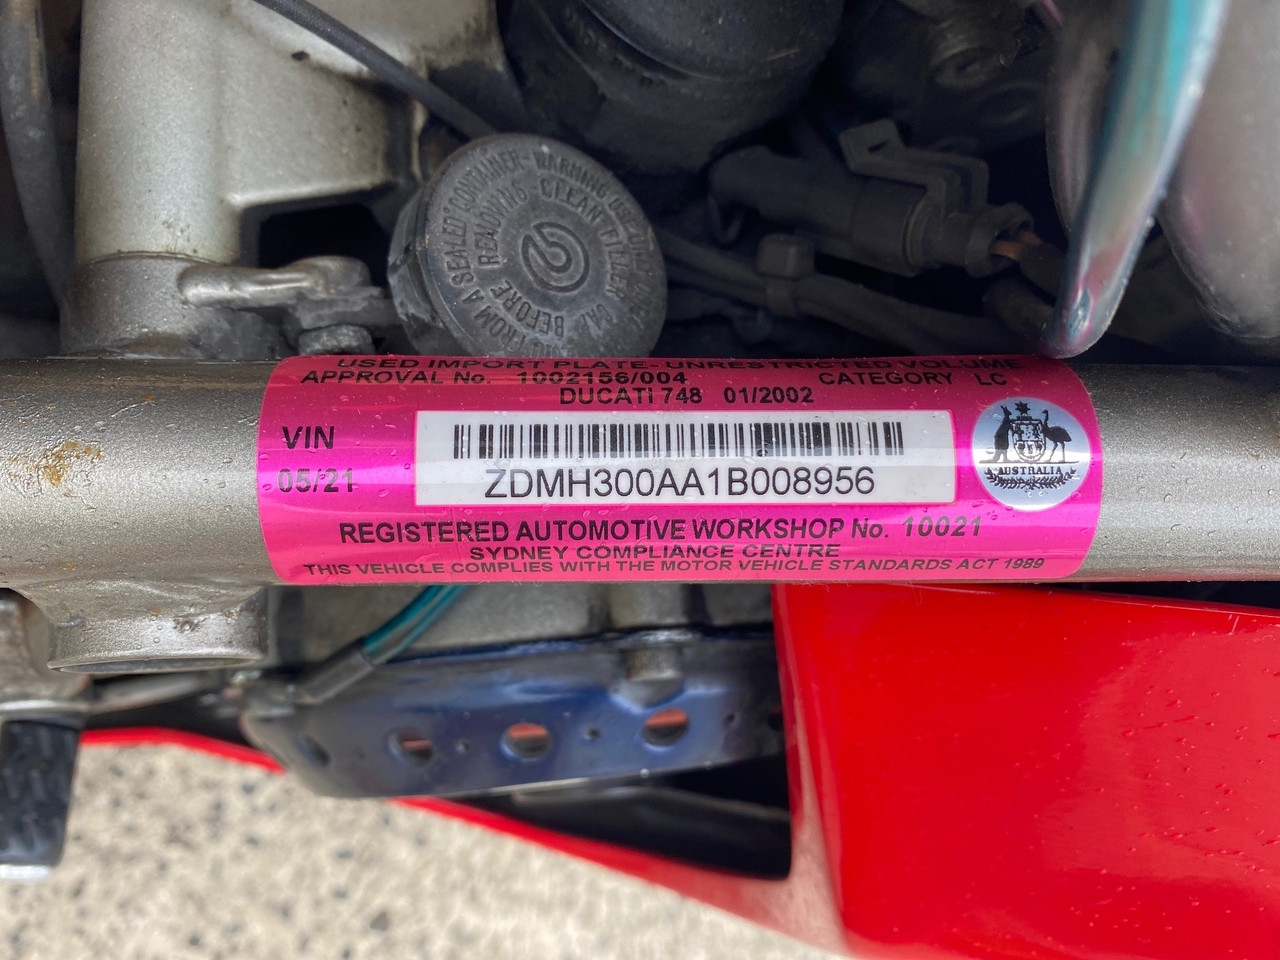 FROM A SEALED CONTAINER-WARNING
CLEAN FILLER CAP BEFORE REMOVING
USED IMPORT PLATE-UNRESTRICTED VOLUME
APPROVAL No. 1002156/004 CATEGORY LC
DUCATI 748 01/2002
VIN
05/21
ZDMH300AA1B008956
AUSTRALIA
REGISTERED AUTOMOTIVE WORKSHOP No. 10021
SYDNEY COMPLIANCE CENTRE
THIS VEHICLE COMPLIES WITH THE MOTOR VEHICLE STANDARDS ACT 1989